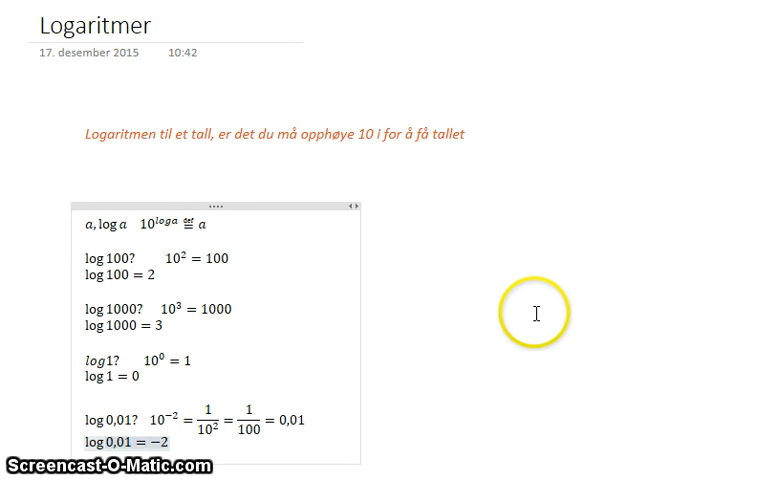 Logaritmer
17. desember 2015 10:42
Logaritmen til et tall, er det du må opphøye 10 i for å få tallet
a, log a 10^{log a} ≝ a
log 100? 10² = 100
log 100 = 2
log 1000? 10³ = 1000
log 1000 = 3
log1? 10⁰ = 1
log 1 = 0
log 0,01? 10⁻² = 1/10² = 1/100 = 0,01
log 0,01 = −2
Screencast-O-Matic.com